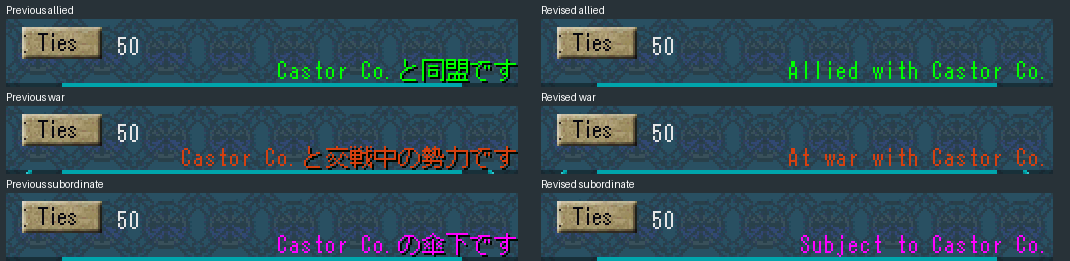 Previous allied
Ties 50
Castor Co.と同盟です
Revised allied
Ties 50
Allied with Castor Co.
Previous war
Ties 50
Castor Co.と交戦中の勢力です
Revised war
Ties 50
At war with Castor Co.
Previous subordinate
Ties 50
Castor Co.の傘下です
Revised subordinate
Ties 50
Subject to Castor Co.